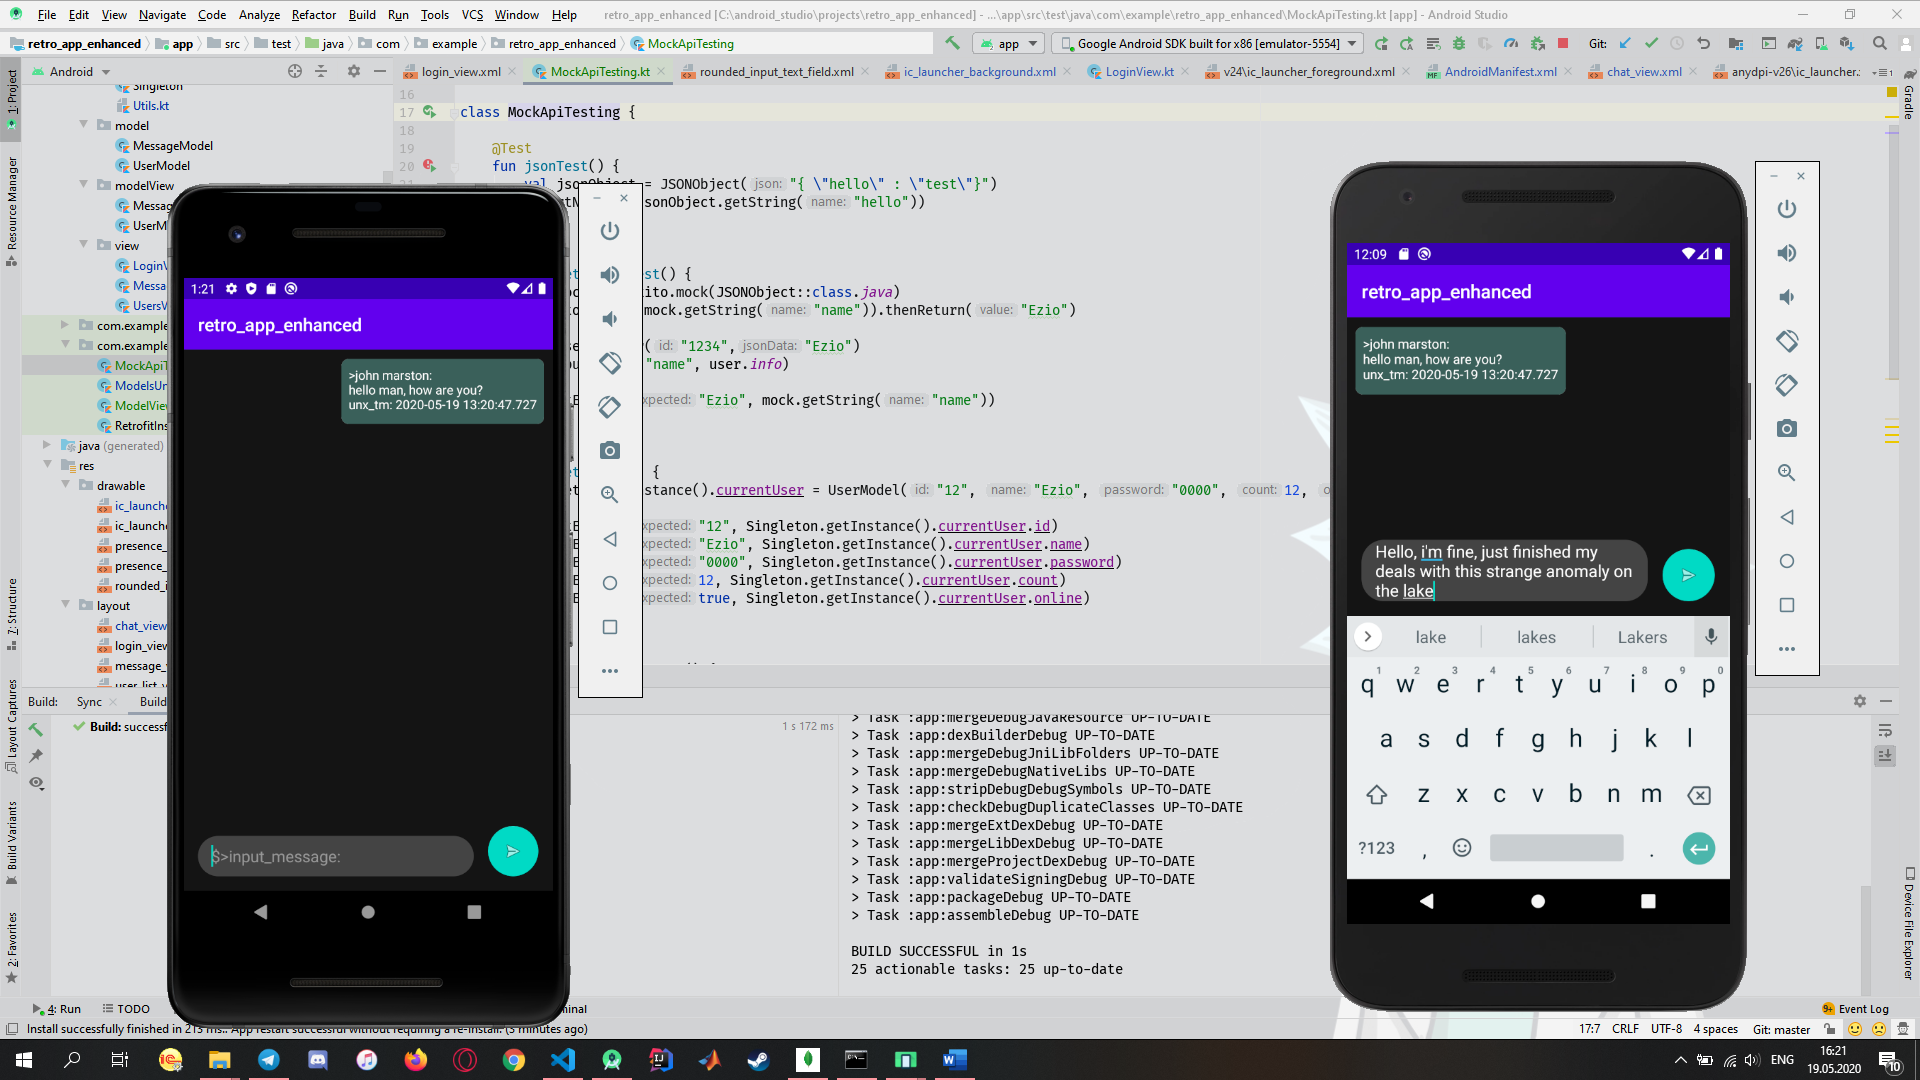 File Edit View Navigate Code Analyze Refactor Build Run Tools VCS Window Help retro_app_enhanced [C:\android_studio\projects\retro_app_enhanced] - ...\app\src\test\java\com\example\retro_app_enhanced\MockApiTesting.kt [app] - Android Studio
retro_app_enhanced app src test java com example retro_app_enhanced MockApiTesting app Google Android SDK built for x86 [emulator-5554] Git:
Android login_view.xml MockApiTesting.kt rounded_input_text_field.xml ic_launcher_background.xml LoginView.kt v24\ic_launcher_foreground.xml AndroidManifest.xml chat_view.xml anydpi-v26\ic_launcher.
1: Project
Resource Manager
7: Structure
Layout Captures
Build Variants
2: Favorites
Singleton
Utils.kt
model
MessageModel
UserModel
modelView
Messag
UserM
view
LoginV
Messa
UsersV
com.example
com.example
MockApiT
ModelsUn
ModelVie
RetrofitIns
java (generated)
res
drawable
ic_launche
ic_launche
presence_
presence_
rounded_i
layout
chat_view
login_view
message_
user_list_v
16
17 class MockApiTesting {
18
19 @Test
20 fun jsonTest() {
val jso = JSONObject( json: "{ \"hello\" : \"test\"}")
sonObject.getString( name: "hello"))
st() {
ito.mock(JSONObject::class.java)
mock.getString( name: "name")).thenReturn( value: "Ezio")
( id: "1234", jsonData: "Ezio")
"name", user.info)
xpected: "Ezio", mock.getString( name: "name"))
{
nstance().currentUser = UserModel( id: "12", name: "Ezio", password: "0000", count: 12,
xpected: "12", Singleton.getInstance().currentUser.id)
xpected: "Ezio", Singleton.getInstance().currentUser.name)
xpected: "0000", Singleton.getInstance().currentUser.password)
xpected: 12, Singleton.getInstance().currentUser.count)
xpected: true, Singleton.getInstance().currentUser.online)
1:21
retro_app_enhanced
>john marston:
hello man, how are you?
unx_tm: 2020-05-19 13:20:47.727
$>input_message:
12:09
retro_app_enhanced
>john marston:
hello man, how are you?
unx_tm: 2020-05-19 13:20:47.727
Hello, i'm fine, just finished my
deals with this strange anomaly on
the lake
lake lakes Lakers
1 2 3 4 5 6 7 8 9 0
q w e r t y u i o p
a s d f g h j k l
z x c v b n m
?123 , .
Gradle
Device File Explorer
Build: Sync Build
Build: successf
1 s 172 ms
> Task :app:mergeDebugJavaResource UP-TO-DATE
> Task :app:dexBuilderDebug UP-TO-DATE
> Task :app:mergeDebugJniLibFolders UP-TO-DATE
> Task :app:mergeDebugNativeLibs UP-TO-DATE
> Task :app:stripDebugDebugSymbols UP-TO-DATE
> Task :app:checkDebugDuplicateClasses UP-TO-DATE
> Task :app:mergeExtDexDebug UP-TO-DATE
> Task :app:mergeLibDexDebug UP-TO-DATE
> Task :app:mergeProjectDexDebug UP-TO-DATE
> Task :app:validateSigningDebug UP-TO-DATE
> Task :app:packageDebug UP-TO-DATE
> Task :app:assembleDebug UP-TO-DATE
BUILD SUCCESSFUL in 1s
25 actionable tasks: 25 up-to-date
4: Run TODO minal Event Log
Install successfully finished in 213 ms.. App restart successful without requiring a re-install. (3 minutes ago) 17:7 CRLF UTF-8 4 spaces Git: master
ENG
16:21
19.05.2020
10